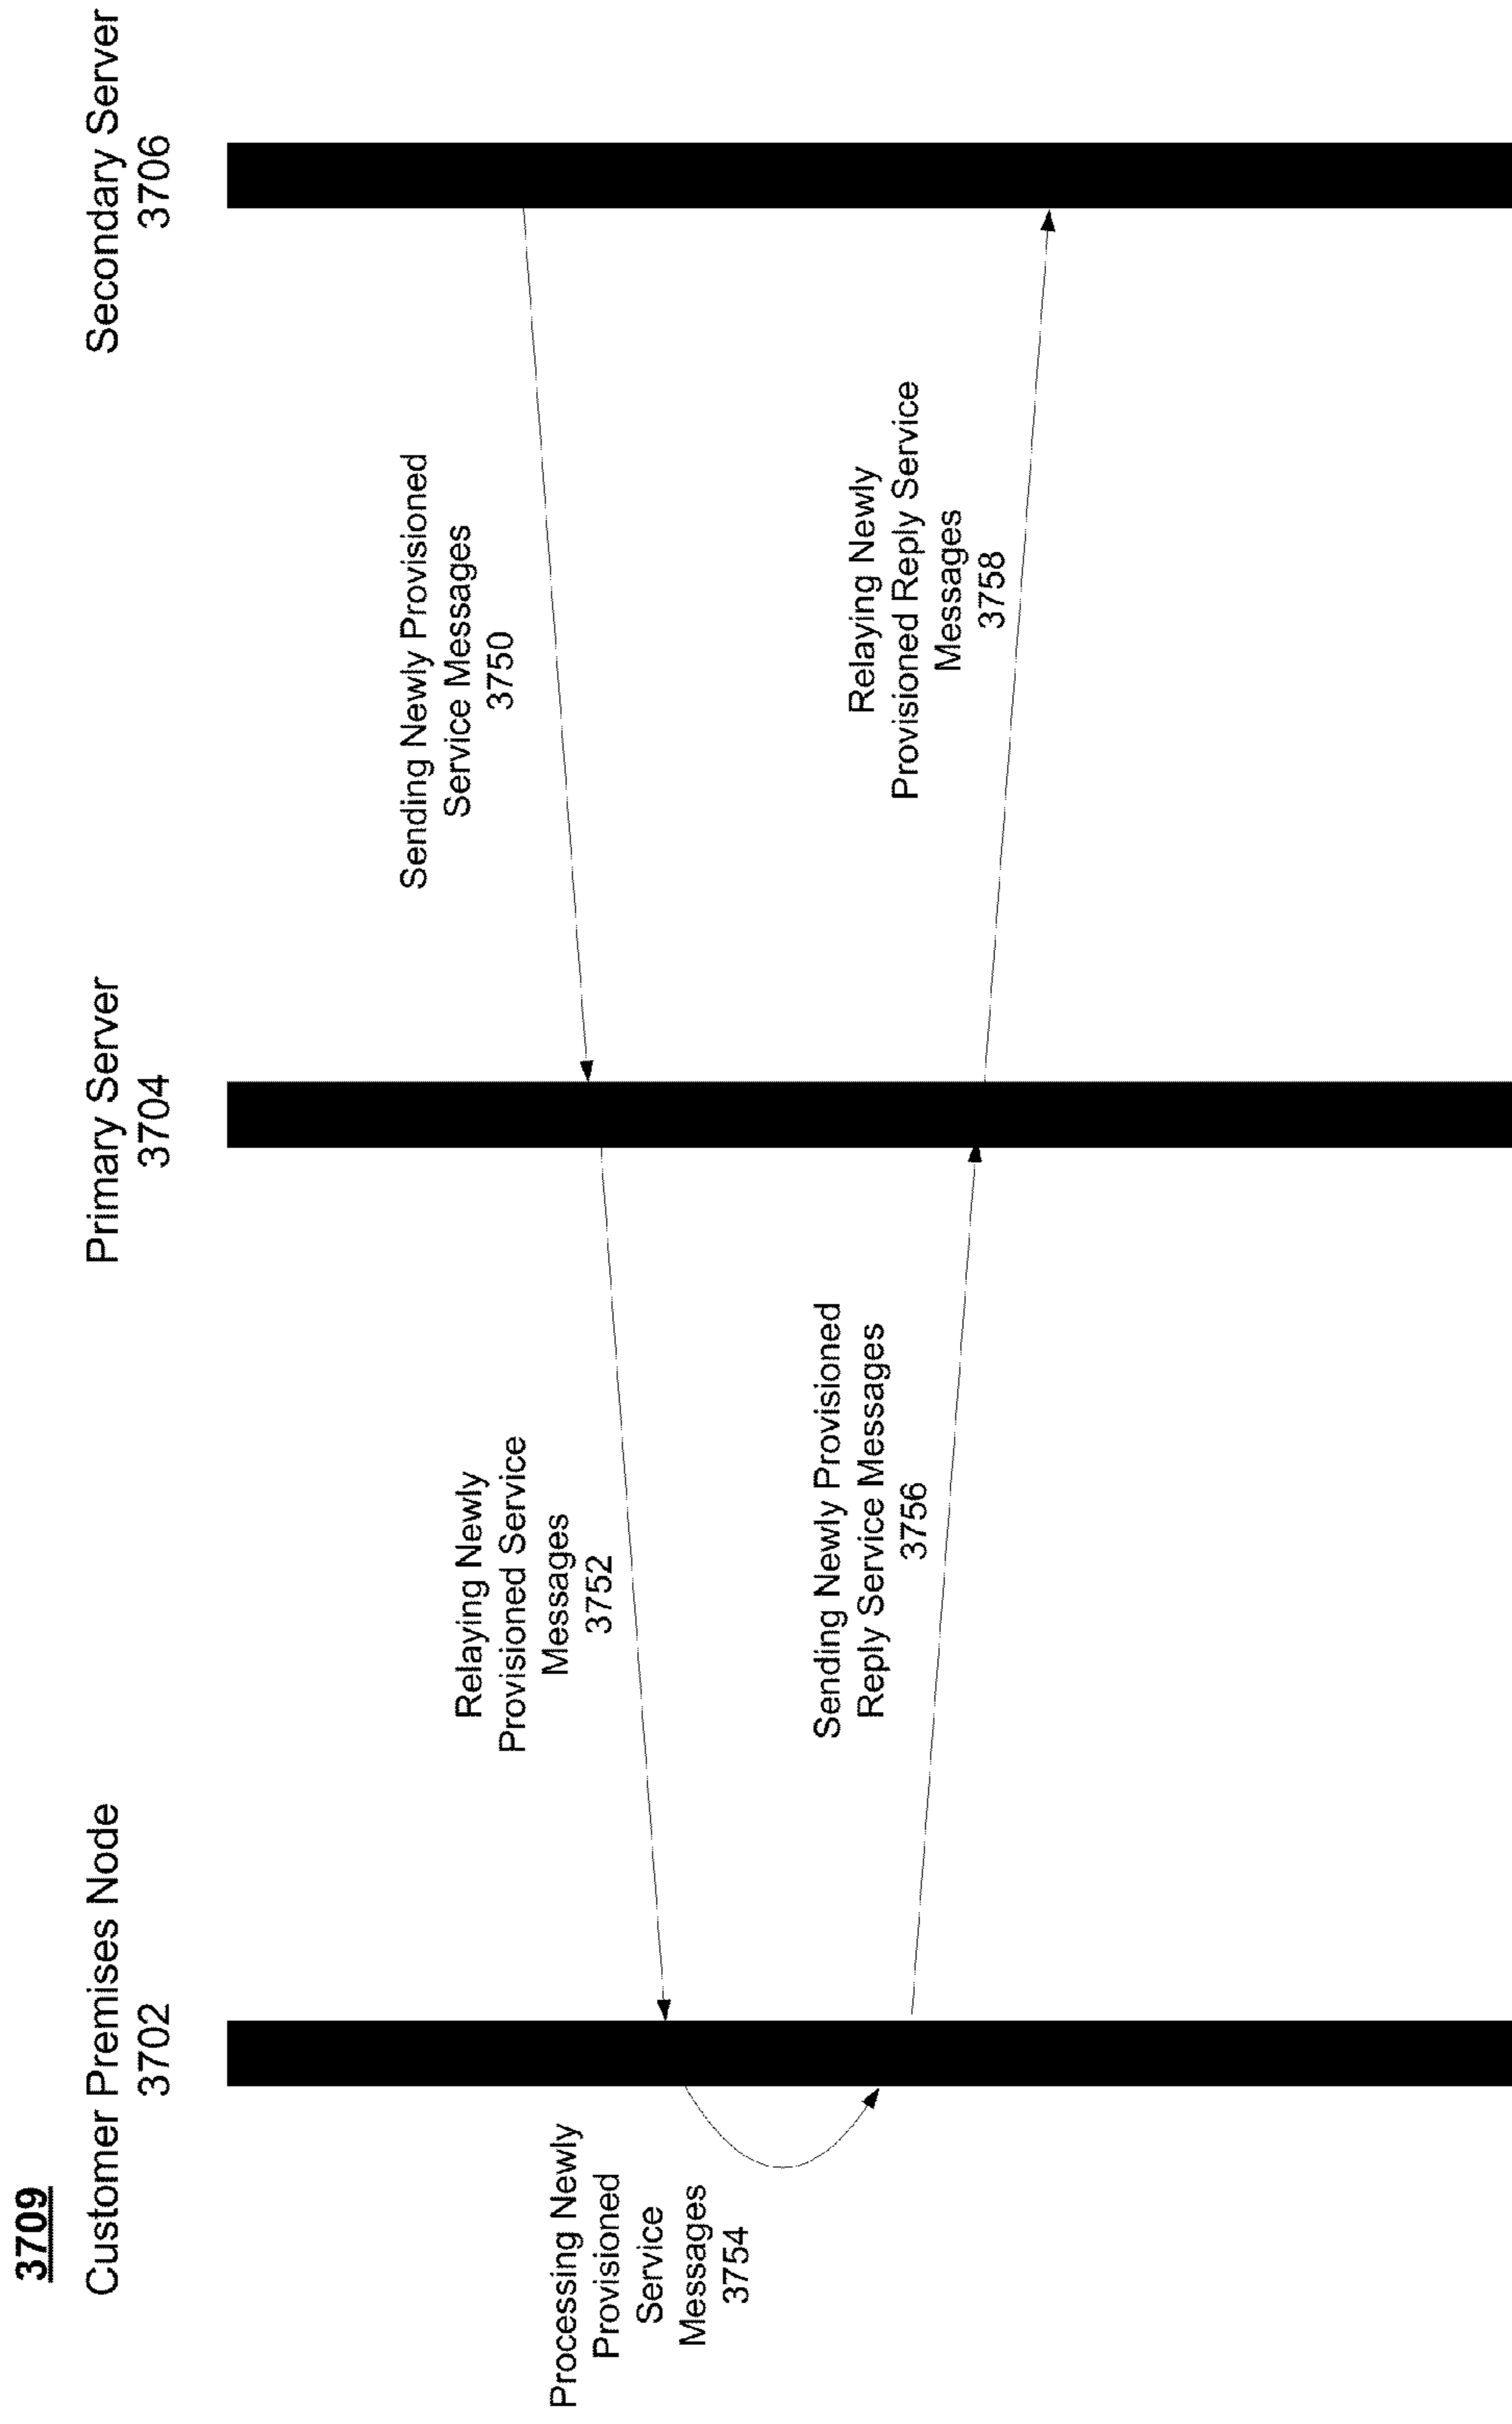 3709
Customer Premises Node
3702
Primary Server
3704
Secondary Server
3706
Sending Newly Provisioned
Service Messages
3750
Relaying Newly
Provisioned Service
Messages
3752
Processing Newly
Provisioned
Service
Messages
3754
Sending Newly Provisioned
Reply Service Messages
3756
Relaying Newly
Provisioned Reply Service
Messages
3758